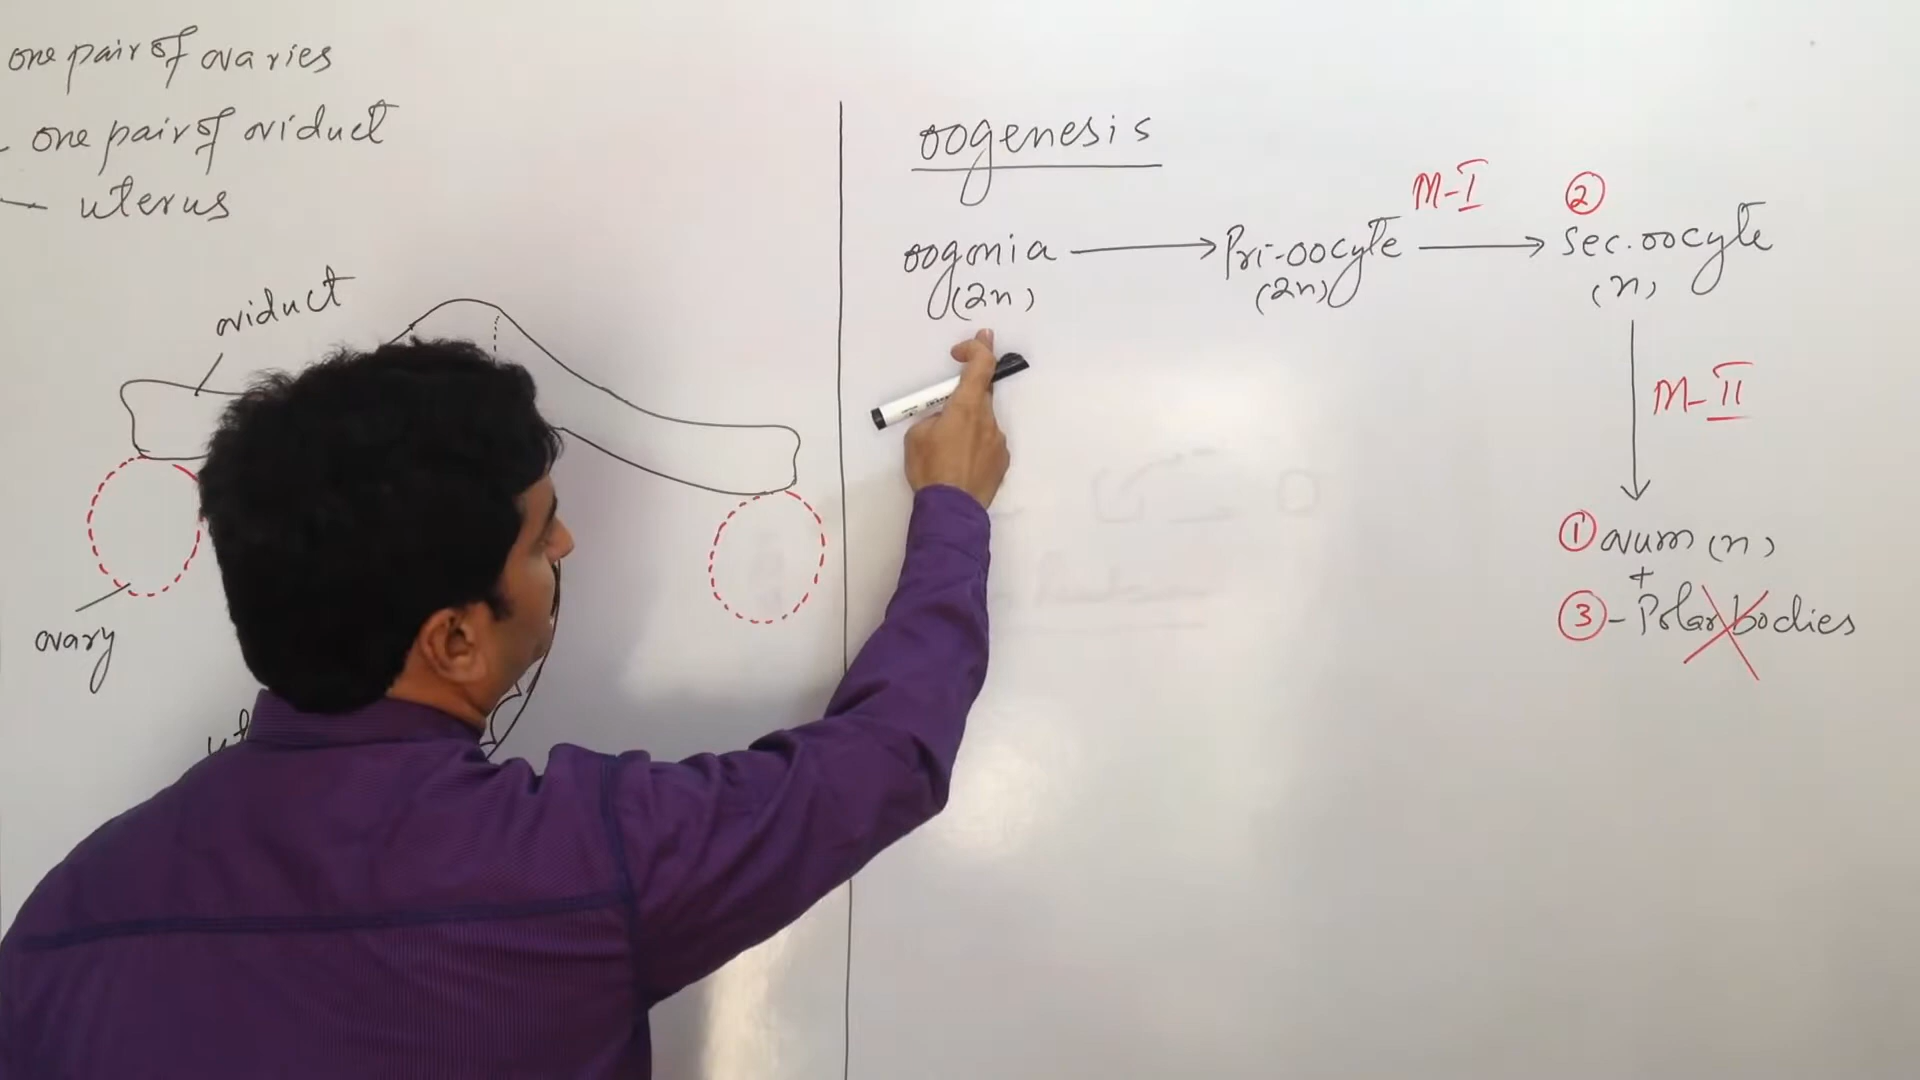 one pair of ovaries
- one pair of oviduct
— uterus
oviduct
ovary
ut
oogenesis
oogonia → Pri-oocyte M-I → ② Sec. oocyte
(2n) (2n) (n)
M-II
① ovum (n)
+
③ - Polar bodies